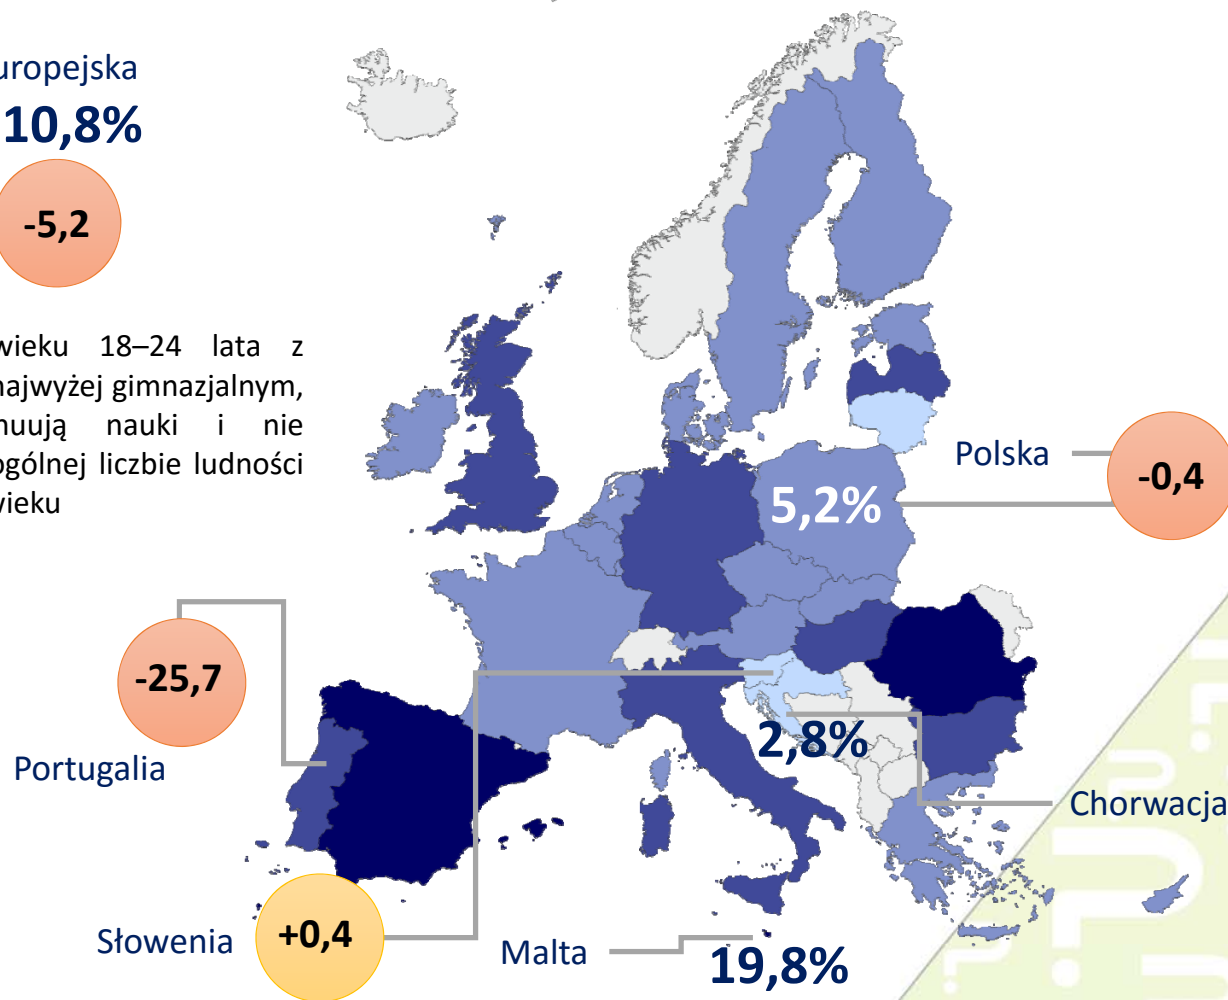 uropejska
10,8%
-5,2
wieku 18–24 lata z
najwyżej gimnazjalnym,
nuują nauki i nie
ogólnej liczbie ludności
wieku
Polska
-0,4
5,2%
-25,7
Portugalia
2,8%
Chorwacja
Słowenia
+0,4
Malta
19,8%